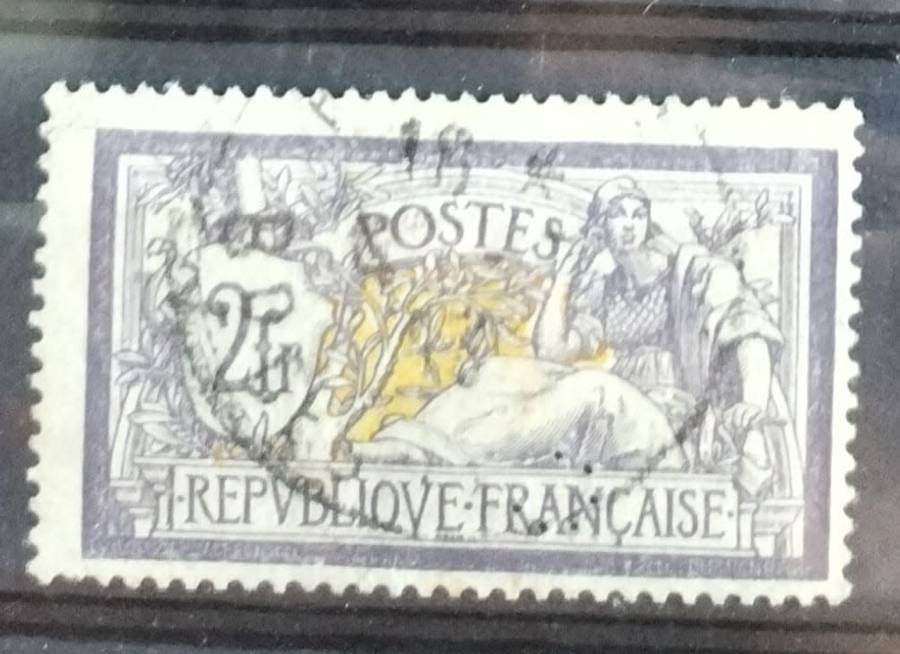 POSTES
2Fr
·REPVBLIQVE·FRANÇAISE·